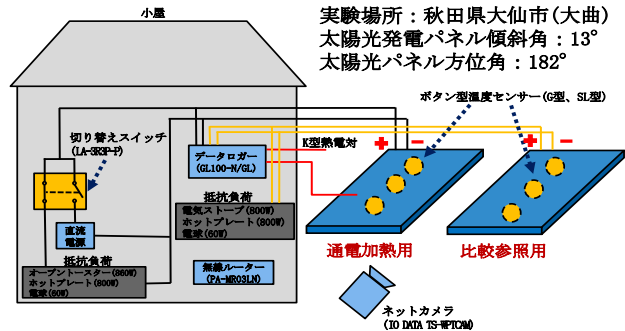 小屋
実験場所：秋田県大仙市(大曲)
太陽光発電パネル傾斜角：13°
太陽光パネル方位角：182°
ボタン型温度センサー(G型、SL型)
切り替えスイッチ
(LA-3R3P-P)
データロガー
(GL100-N/GL)
K型熱電対
+
-
+
-
抵抗負荷
電気ストーブ(800W)
ホットプレート(800W)
電球(60W)
直流
電源
抵抗負荷
オーブントースター(860W)
ホットプレート(800W)
電球(60W)
無線ルーター
(PA-MR03LN)
通電加熱用
比較参照用
ネットカメラ
(IO DATA TS-WPTCAM)